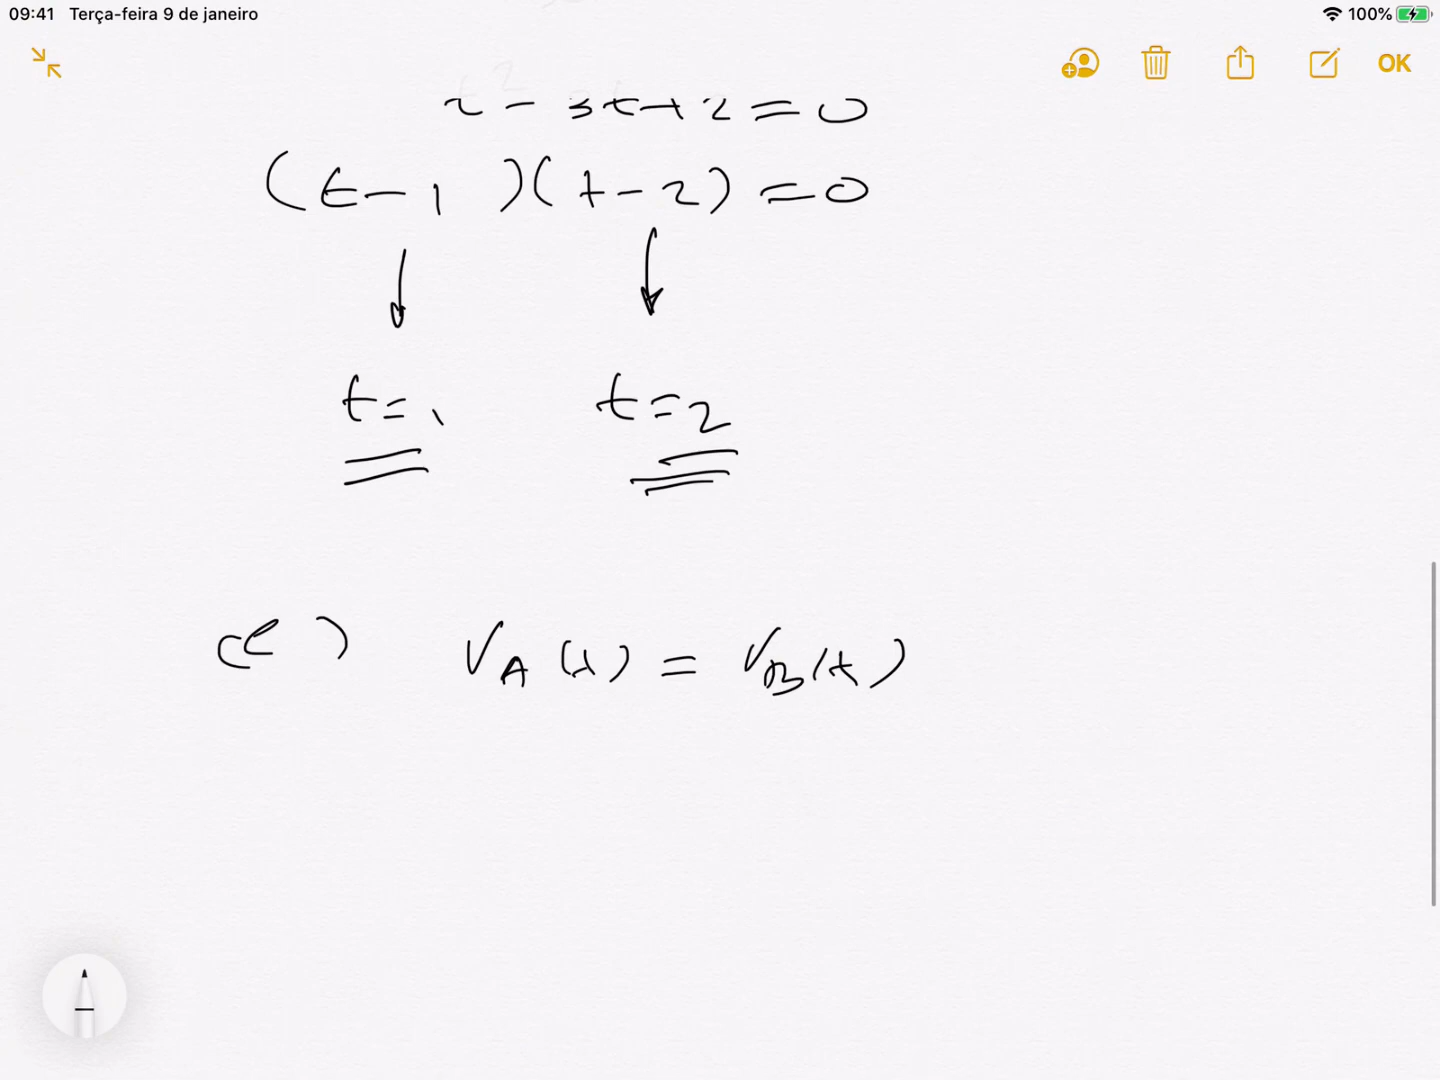 09:41 Terça-feira 9 de janeiro 100%
OK
t² - 3t + 2 = 0
(t - 1)(t - 2) = 0
t = 1 t = 2
(e) V_A(t) = V_B(t)